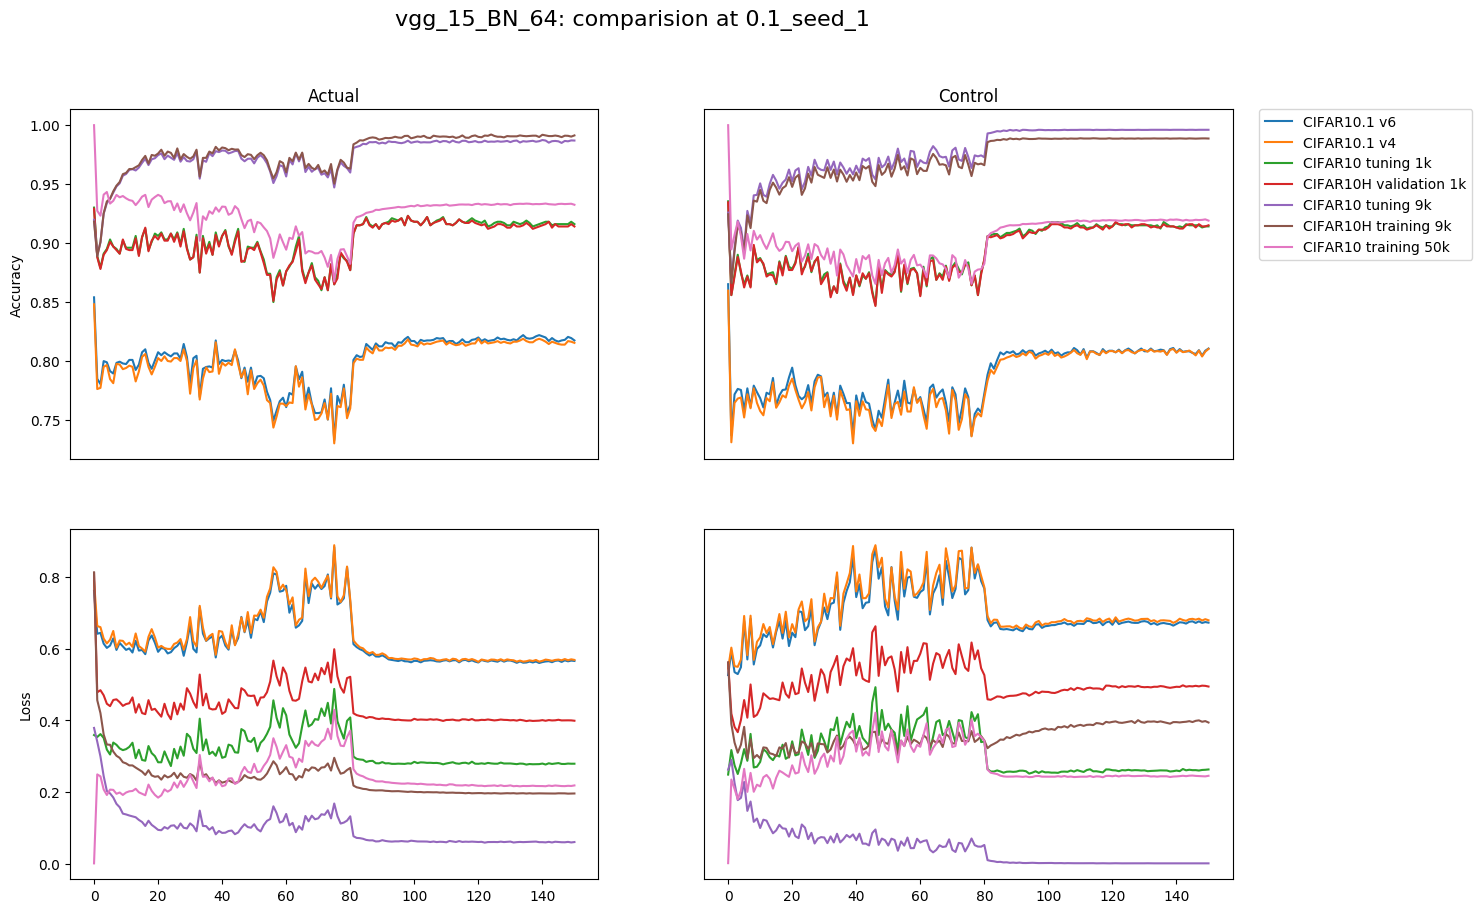 vgg_15_BN_64: comparision at 0.1_seed_1
Actual
Control
Accuracy
1.00
0.95
0.90
0.85
0.80
0.75
CIFAR10.1 v6
CIFAR10.1 v4
CIFAR10 tuning 1k
CIFAR10H validation 1k
CIFAR10 tuning 9k
CIFAR10H training 9k
CIFAR10 training 50k
Loss
0.8
0.6
0.4
0.2
0.0
0 20 40 60 80 100 120 140
0 20 40 60 80 100 120 140